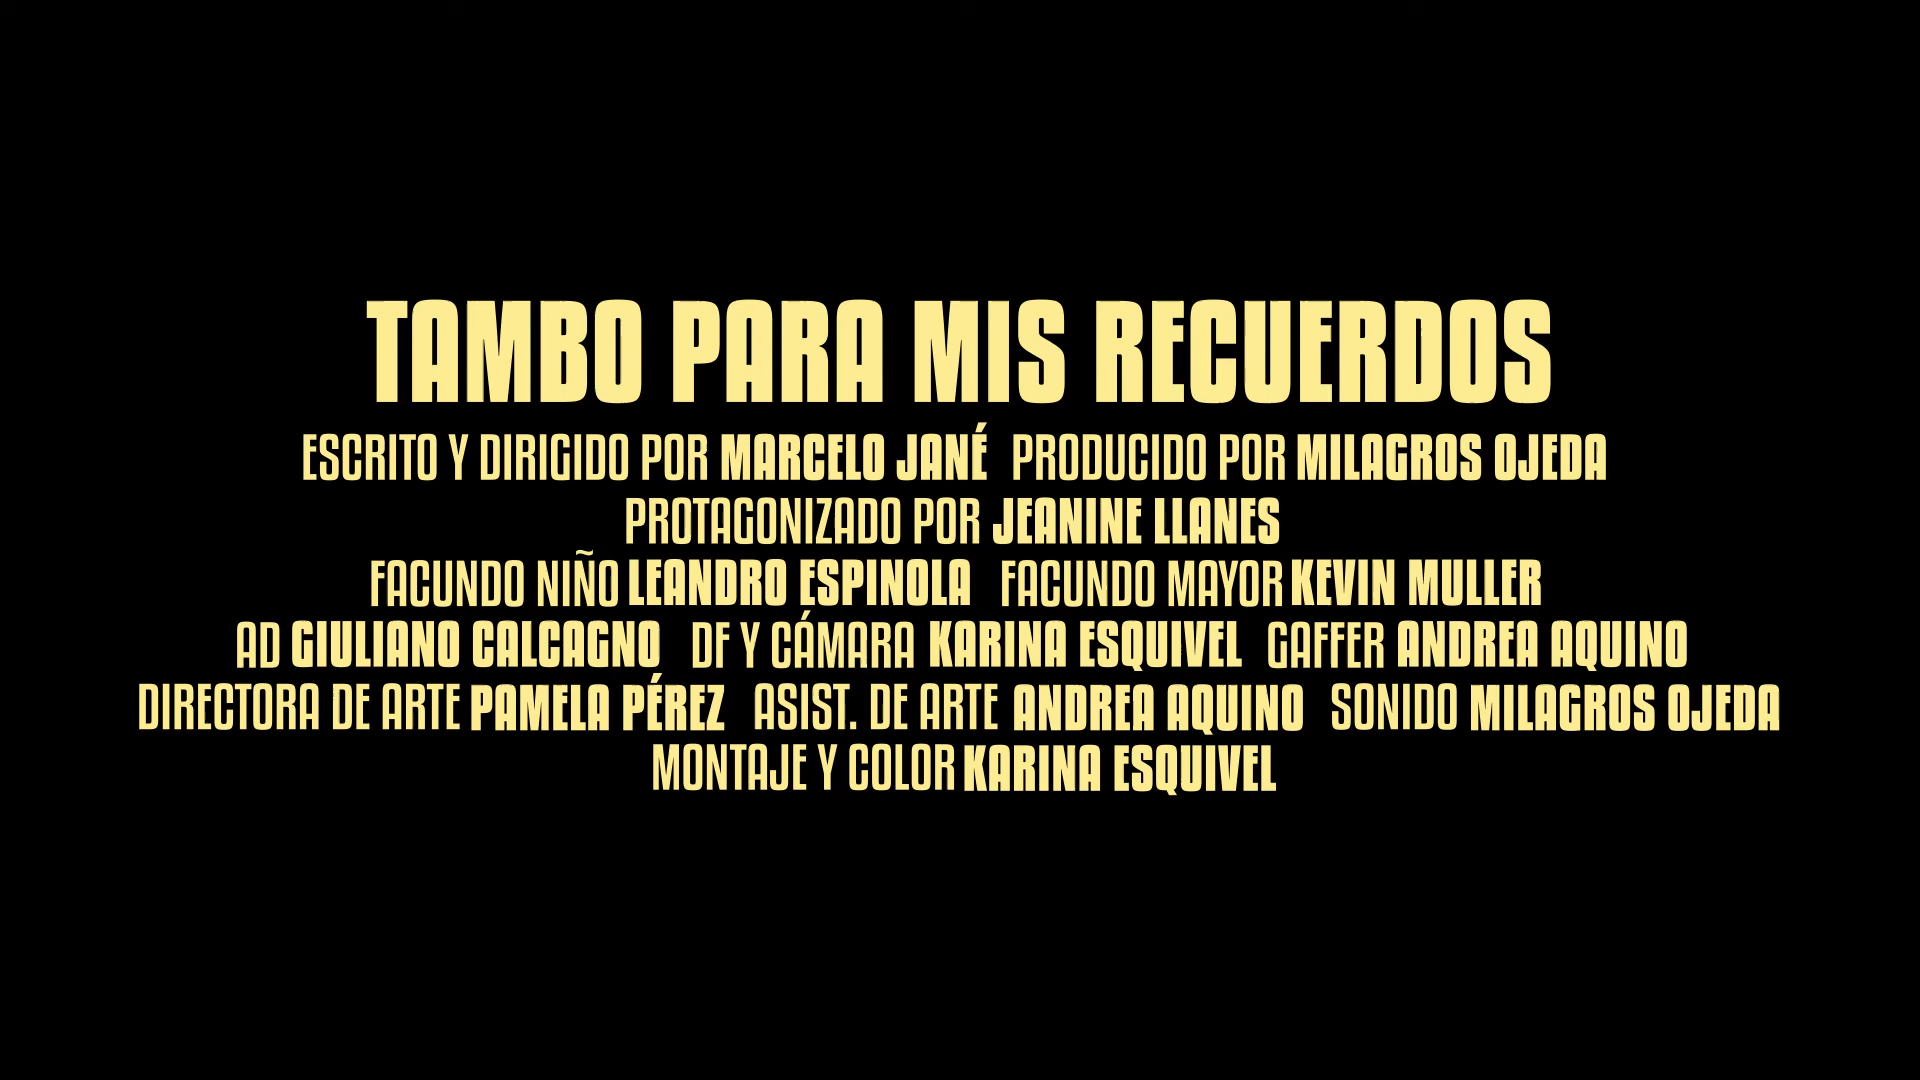 TAMBO PARA MIS RECUERDOS
ESCRITO Y DIRIGIDO POR MARCELO JANÉ PRODUCIDO POR MILAGROS OJEDA
PROTAGONIZADO POR JEANINE LLANES
FACUNDO NIÑO LEANDRO ESPINOLA FACUNDO MAYOR KEVIN MULLER
AD GIULIANO CALCAGNO DF Y CÁMARA KARINA ESQUIVEL GAFFER ANDREA AQUINO
DIRECTORA DE ARTE PAMELA PÉREZ ASIST. DE ARTE ANDREA AQUINO SONIDO MILAGROS OJEDA
MONTAJE Y COLOR KARINA ESQUIVEL